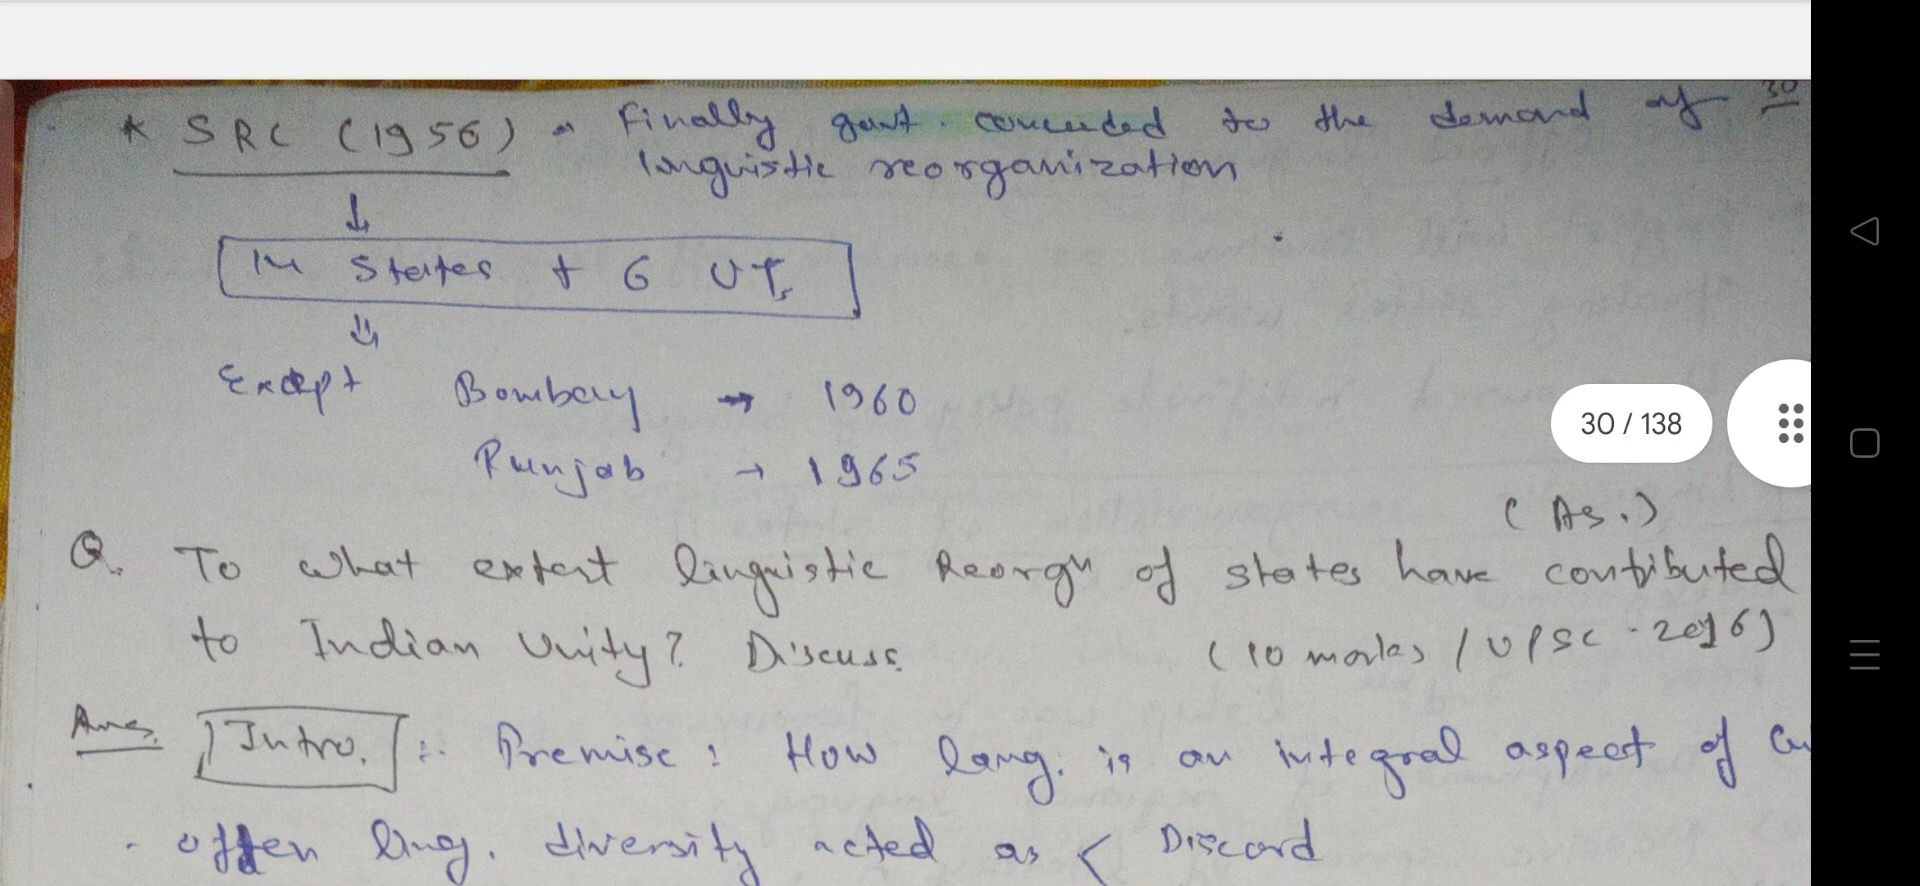 30
* SRC (1956) → Finally govt. conceded to the demand of
linguistic reorganization
↓
14 States + 6 UTs
⇓
Except Bombay → 1960
Punjab → 1965
30 / 138
(As.)
Q. To what extent linguistic Reorgn of states have contributed
to Indian Unity? Discuss. (10 marks / UPSC - 2016)
Ans. Intro. :- Premise : How lang. is an integral aspect of
often ling. diversity acted as < Discord